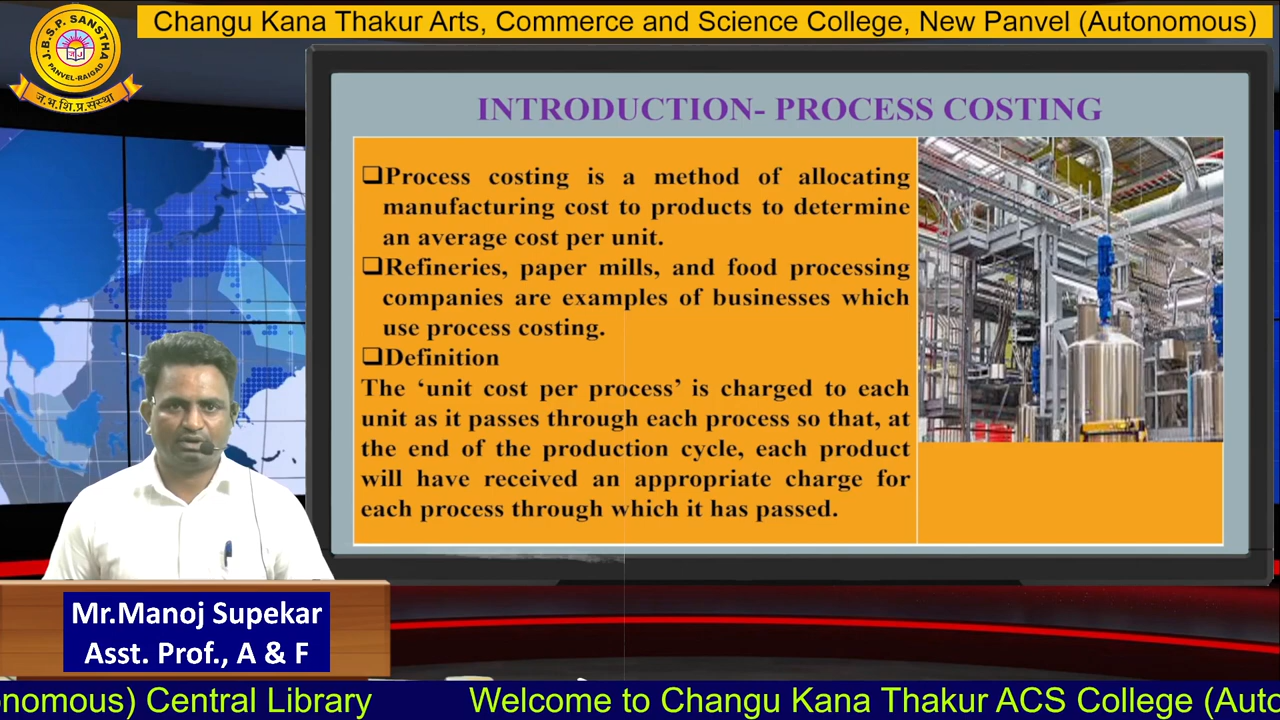 Changu Kana Thakur Arts, Commerce and Science College, New Panvel (Autonomous)
J.B.S.P. SANSTHA
PANVEL-RAIGAD
ज.भ.शि.प्र.संस्था
INTRODUCTION- PROCESS COSTING
❑Process costing is a method of allocating
manufacturing cost to products to determine
an average cost per unit.
❑Refineries, paper mills, and food processing
companies are examples of businesses which
use process costing.
❑Definition
The ‘unit cost per process’ is charged to each
unit as it passes through each process so that, at
the end of the production cycle, each product
will have received an appropriate charge for
each process through which it has passed.
Mr.Manoj Supekar
Asst. Prof., A & F
onomous) Central Library Welcome to Changu Kana Thakur ACS College (Auto